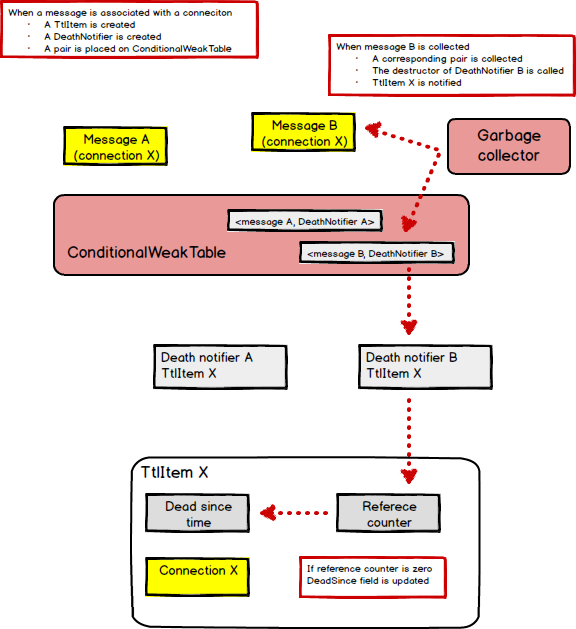 When a message is associated with a conneciton
· A TtlItem is created
· A DeathNotifier is created
· A pair is placed on ConditionalWeakTable
When message B is collected
· A corresponding pair is collected
· The destructor of DeathNotifier B is called
· TtlItem X is notified
Message A
(connection X)
Message B
(connection X)
Garbage
collector
<message A, DeathNotifier A>
ConditionalWeakTable
<message B, DeathNotifier B>
Death notifier A
TtlItem X
Death notifier B
TtlItem X
TtlItem X
Dead since
time
Referece
counter
Connection X
If reference counter is zero
DeadSince field is updated